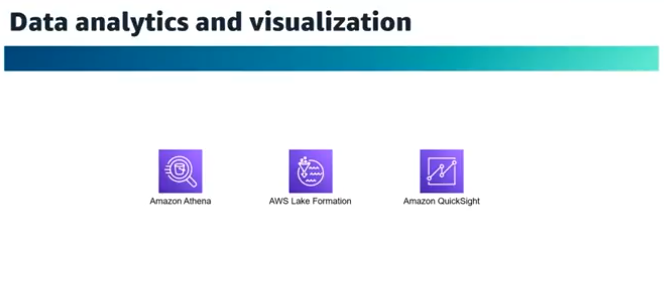 Data analytics and visualization
Amazon Athena
AWS Lake Formation
Amazon QuickSight